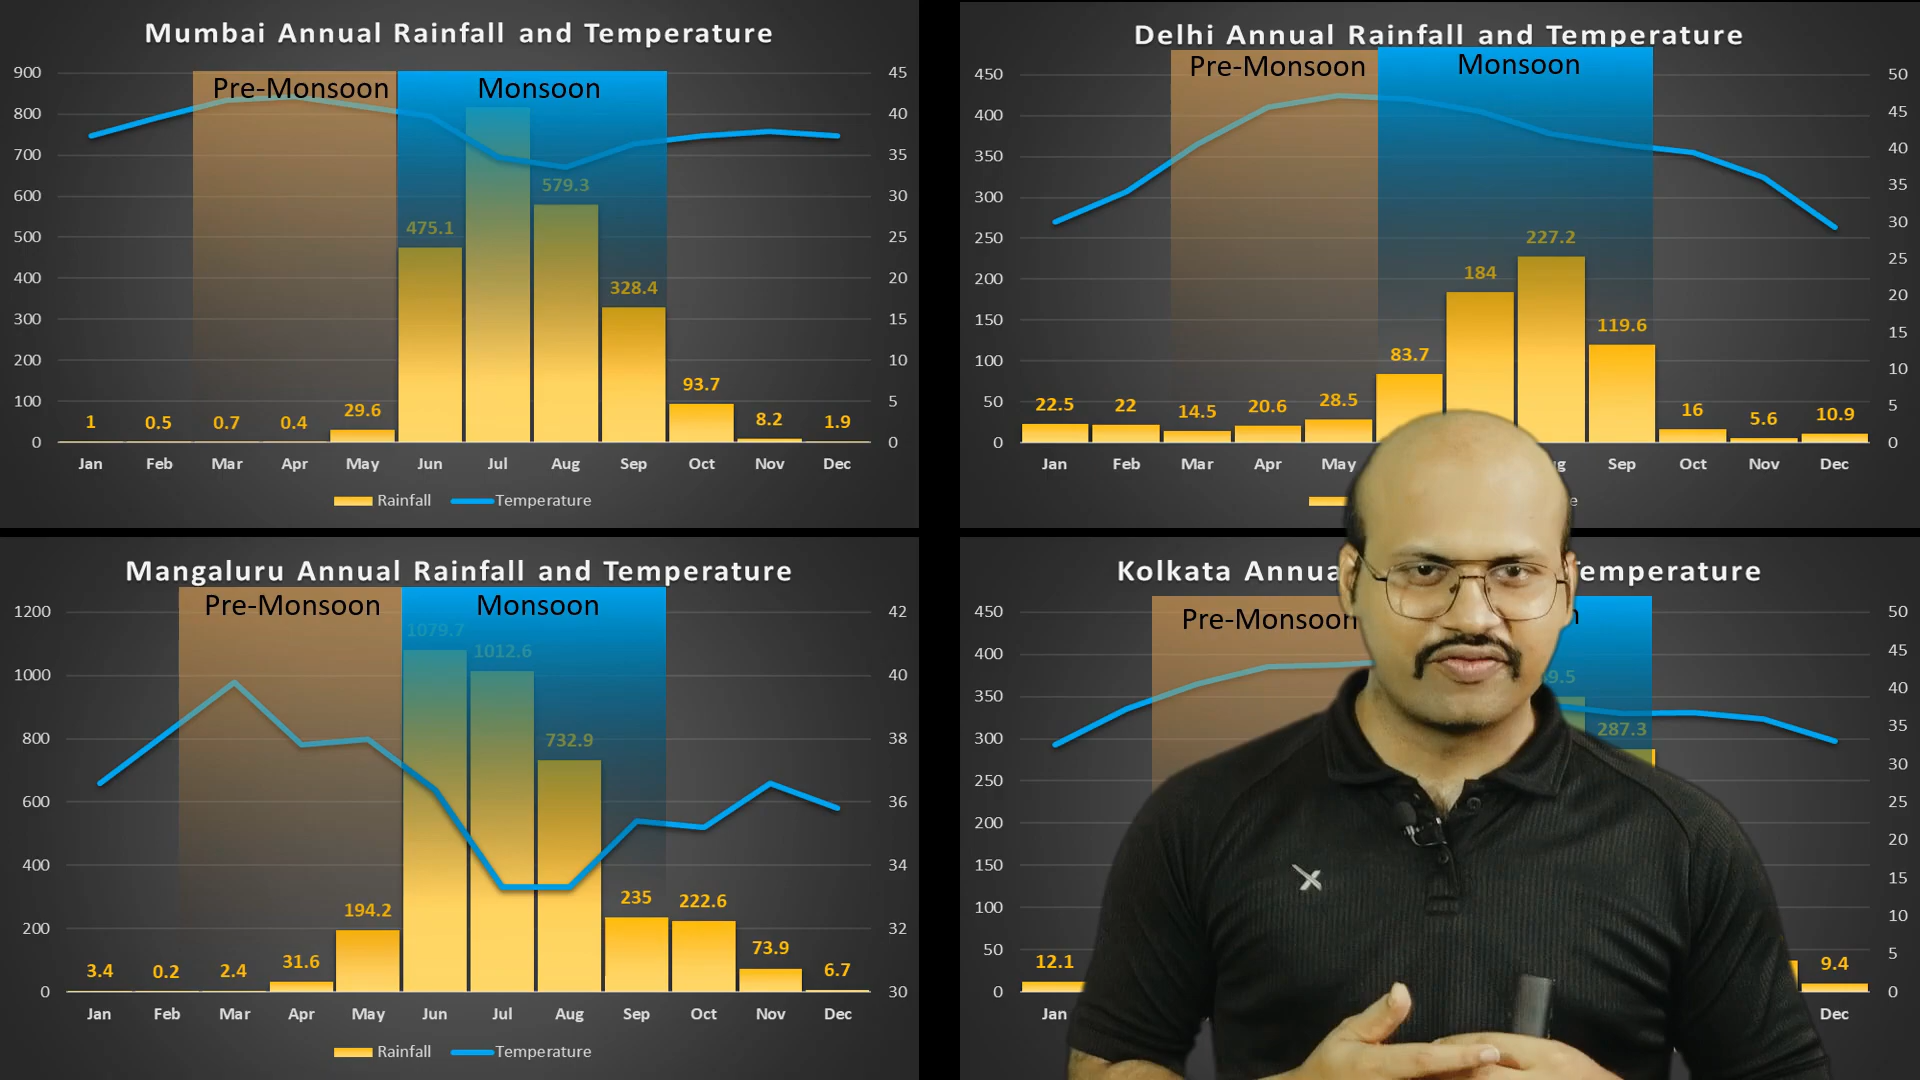 Mumbai Annual Rainfall and Temperature
Pre-Monsoon Monsoon
900 800 700 600 500 400 300 200 100 0
45 40 35 30 25 20 15 10 5 0
1 0.5 0.7 0.4 29.6 475.1 579.3 328.4 93.7 8.2 1.9
Jan Feb Mar Apr May Jun Jul Aug Sep Oct Nov Dec
Rainfall Temperature
Delhi Annual Rainfall and Temperature
Pre-Monsoon Monsoon
450 400 350 300 250 200 150 100 50 0
50 45 40 35 30 25 20 15 10 5 0
22.5 22 14.5 20.6 28.5 83.7 184 227.2 119.6 16 5.6 10.9
Jan Feb Mar Apr May Sep Oct Nov Dec
Mangaluru Annual Rainfall and Temperature
Pre-Monsoon Monsoon
1200 1000 800 600 400 200 0
42 40 38 36 34 32 30
3.4 0.2 2.4 31.6 194.2 1079.7 1012.6 732.9 235 222.6 73.9 6.7
Jan Feb Mar Apr May Jun Jul Aug Sep Oct Nov Dec
Rainfall Temperature
Kolkata Annua emperature
Pre-Monsoon
450 400 350 300 250 200 150 100 50 0
50 45 40 35 30 25 20 15 10 5 0
12.1 9.5 287.3 9.4
Jan Dec